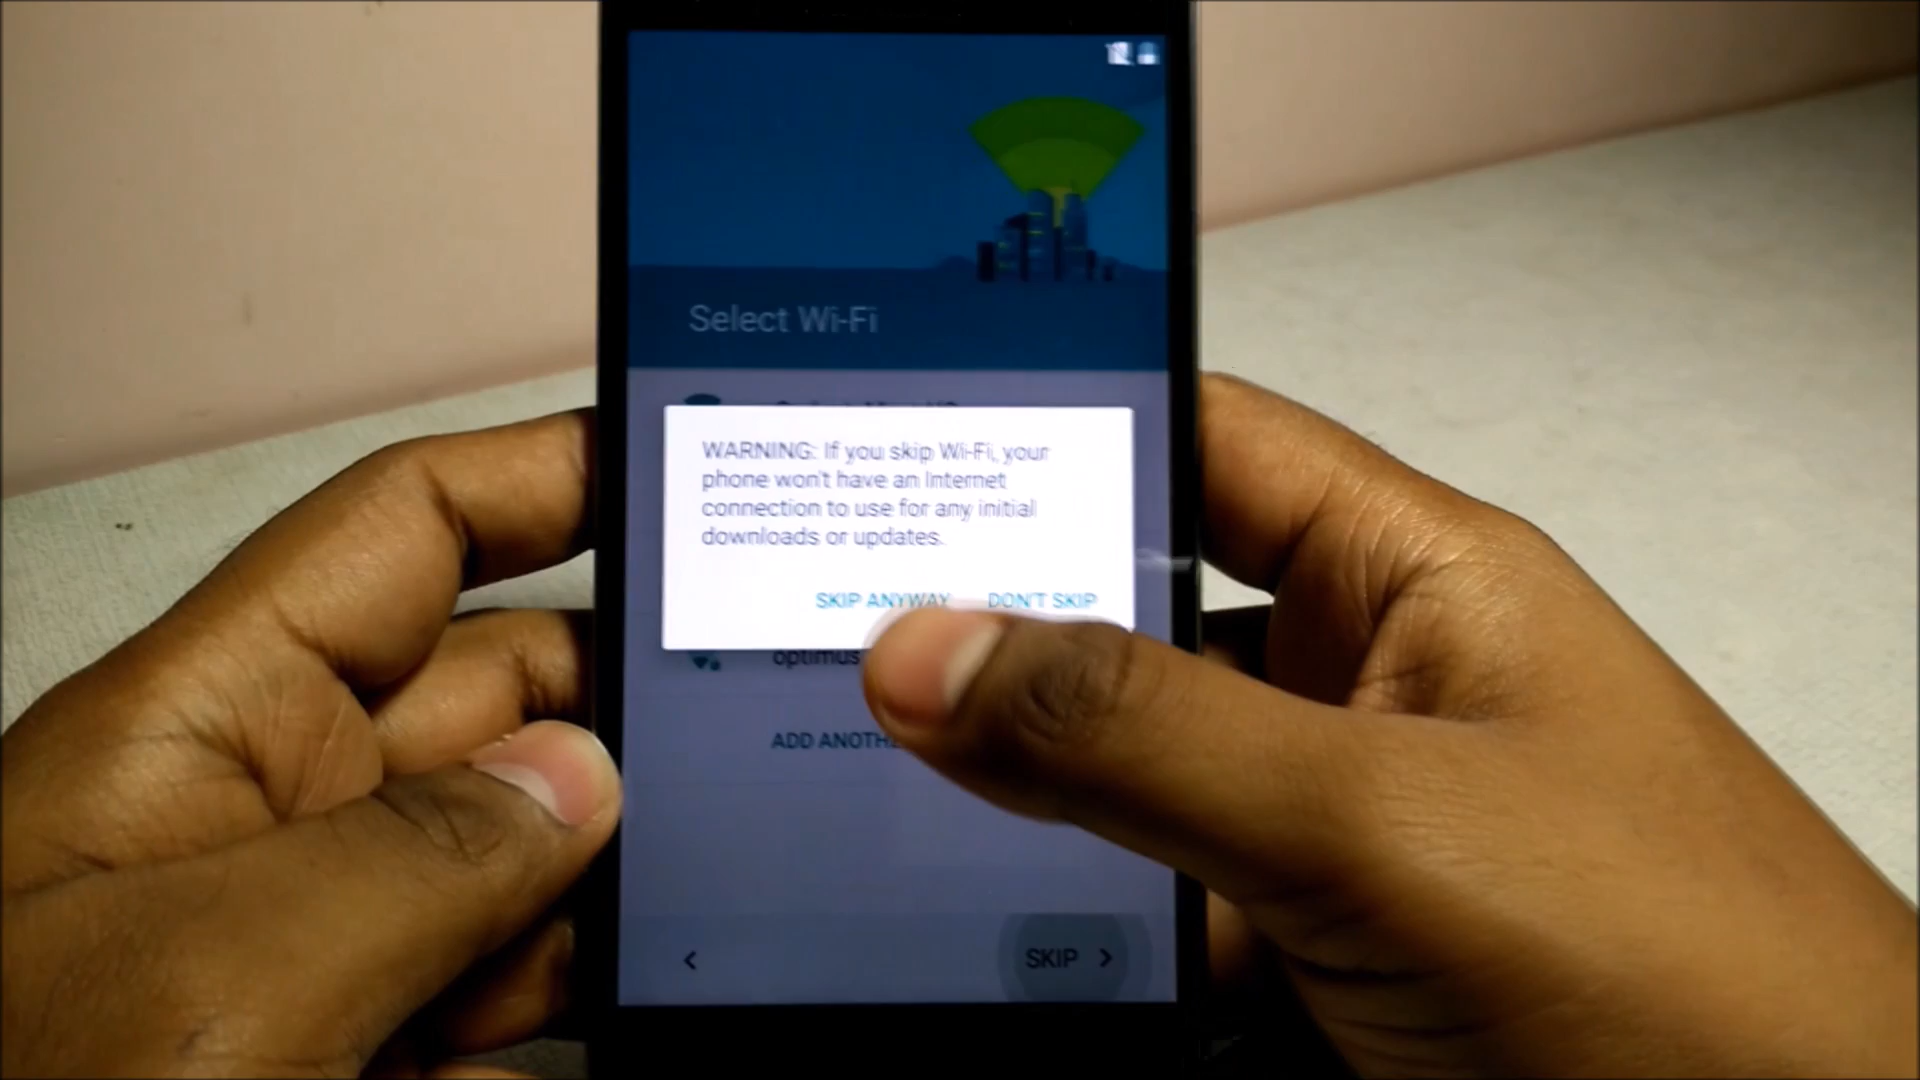 Select Wi-Fi
WARNING: If you skip Wi-Fi, your
phone won't have an Internet
connection to use for any initial
downloads or updates.
SKIP ANYWAY DON'T SKIP
optimus
ADD
SKIP